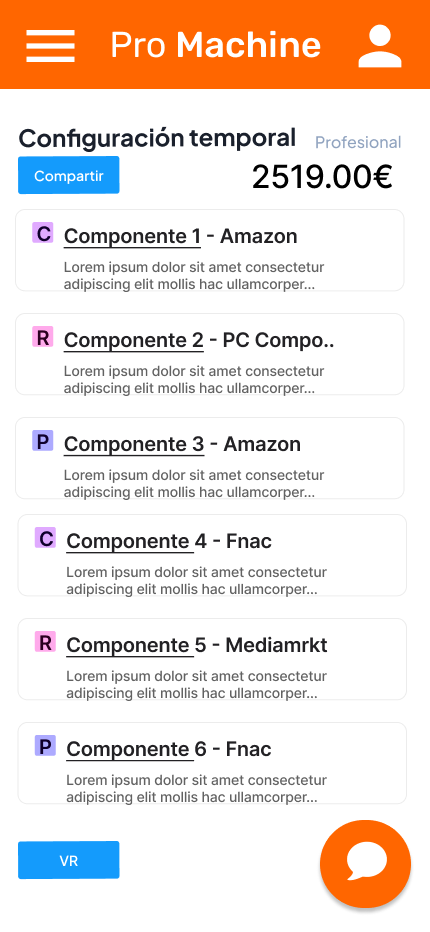 Pro Machine
Configuración temporal
Profesional
Compartir
2519.00€
C
Componente 1 - Amazon
Lorem ipsum dolor sit amet consectetur
adipiscing elit mollis hac ullamcorper...
R
Componente 2 - PC Compo..
Lorem ipsum dolor sit amet consectetur
adipiscing elit mollis hac ullamcorper...
P
Componente 3 - Amazon
Lorem ipsum dolor sit amet consectetur
adipiscing elit mollis hac ullamcorper...
C
Componente 4 - Fnac
Lorem ipsum dolor sit amet consectetur
adipiscing elit mollis hac ullamcorper...
R
Componente 5 - Mediamrkt
Lorem ipsum dolor sit amet consectetur
adipiscing elit mollis hac ullamcorper...
P
Componente 6 - Fnac
Lorem ipsum dolor sit amet consectetur
adipiscing elit mollis hac ullamcorper...
VR